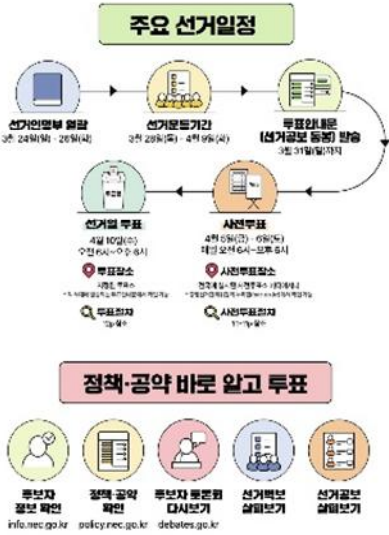 주요 선거일정
선거인명부 열람
3월 24일(일) - 26일(화)
선거운동기간
3월 28일(목) - 4월 9일(화)
투표안내문
(선거공보 동봉) 발송
3월 31일(일)까지
선거일 투표
4월 10일(수)
오전 6시~오후 6시
투표장소
지정된 투표소
투표절차
12p 참조
사전투표
4월 5일(금) - 6일(토)
매일 오전 6시~오후 6시
사전투표장소
사전투표절차
정책·공약 바로 알고 투표
후보자
정보 확인
info.nec.go.kr
정책·공약
확인
policy.nec.go.kr
후보자 토론회
다시보기
debates.go.kr
선거벽보
살펴보기
선거공보
살펴보기